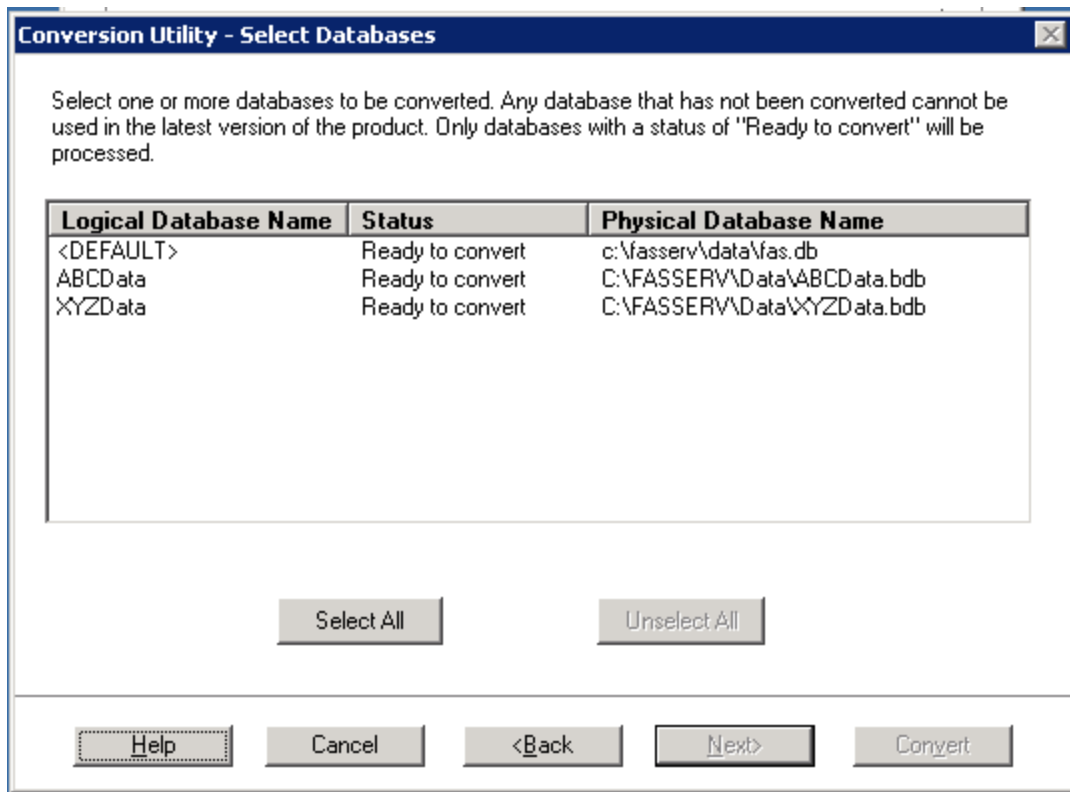 Conversion Utility - Select Databases
Select one or more databases to be converted. Any database that has not been converted cannot be
used in the latest version of the product. Only databases with a status of "Ready to convert" will be
processed.
Logical Database Name Status Physical Database Name
<DEFAULT> Ready to convert c:\fasserv\data\fas.db
ABCData Ready to convert C:\FASSERV\Data\ABCData.bdb
XYZData Ready to convert C:\FASSERV\Data\XYZData.bdb
Select All Unselect All
Help Cancel <Back Next> Convert